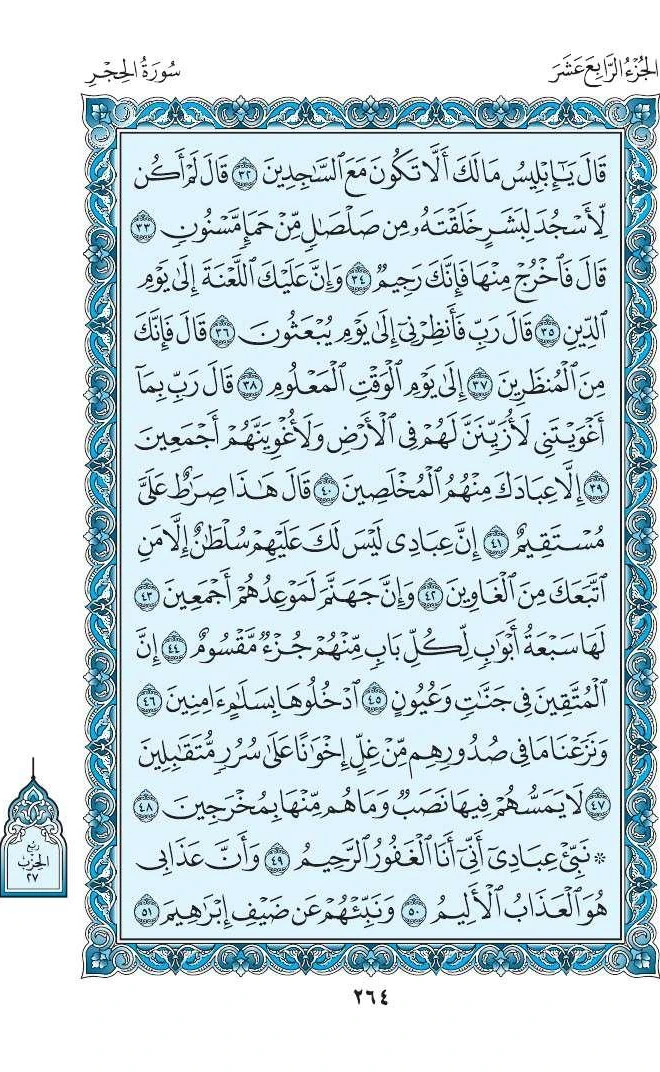 الجُزْءُ الرَّابِعَ عَشَرَ
سُورَةُ الحِجْرِ
قَالَ يَـٰٓإِبْلِيسُ مَا لَكَ أَلَّا تَكُونَ مَعَ ٱلسَّـٰجِدِينَ ٣٢ قَالَ لَمْ أَكُن
لِّأَسْجُدَ لِبَشَرٍ خَلَقْتَهُۥ مِن صَلْصَـٰلٍ مِّنْ حَمَإٍ مَّسْنُونٍ ٣٣
قَالَ فَٱخْرُجْ مِنْهَا فَإِنَّكَ رَجِيمٌ ٣٤ وَإِنَّ عَلَيْكَ ٱللَّعْنَةَ إِلَىٰ يَوْمِ
ٱلدِّينِ ٣٥ قَالَ رَبِّ فَأَنظِرْنِىٓ إِلَىٰ يَوْمِ يُبْعَثُونَ ٣٦ قَالَ فَإِنَّكَ
مِنَ ٱلْمُنظَرِينَ ٣٧ إِلَىٰ يَوْمِ ٱلْوَقْتِ ٱلْمَعْلُومِ ٣٨ قَالَ رَبِّ بِمَآ
أَغْوَيْتَنِى لَأُزَيِّنَنَّ لَهُمْ فِى ٱلْأَرْضِ وَلَأُغْوِيَنَّهُمْ أَجْمَعِينَ
٣٩ إِلَّا عِبَادَكَ مِنْهُمُ ٱلْمُخْلَصِينَ ٤٠ قَالَ هَـٰذَا صِرَٰطٌ عَلَىَّ
مُسْتَقِيمٌ ٤١ إِنَّ عِبَادِى لَيْسَ لَكَ عَلَيْهِمْ سُلْطَـٰنٌ إِلَّا مَنِ
ٱتَّبَعَكَ مِنَ ٱلْغَاوِينَ ٤٢ وَإِنَّ جَهَنَّمَ لَمَوْعِدُهُمْ أَجْمَعِينَ ٤٣
لَهَا سَبْعَةُ أَبْوَٰبٍ لِّكُلِّ بَابٍ مِّنْهُمْ جُزْءٌ مَّقْسُومٌ ٤٤ إِنَّ
ٱلْمُتَّقِينَ فِى جَنَّـٰتٍ وَعُيُونٍ ٤٥ ٱدْخُلُوهَا بِسَلَـٰمٍ ءَامِنِينَ ٤٦
وَنَزَعْنَا مَا فِى صُدُورِهِم مِّنْ غِلٍّ إِخْوَٰنًا عَلَىٰ سُرُرٍ مُّتَقَـٰبِلِينَ
٤٧ لَا يَمَسُّهُمْ فِيهَا نَصَبٌ وَمَا هُم مِّنْهَا بِمُخْرَجِينَ ٤٨
* نَبِّئْ عِبَادِىٓ أَنِّىٓ أَنَا ٱلْغَفُورُ ٱلرَّحِيمُ ٤٩ وَأَنَّ عَذَابِى
هُوَ ٱلْعَذَابُ ٱلْأَلِيمُ ٥٠ وَنَبِّئْهُمْ عَن ضَيْفِ إِبْرَٰهِيمَ ٥١
ربع
الحِزْب
٢٧
٢٦٤